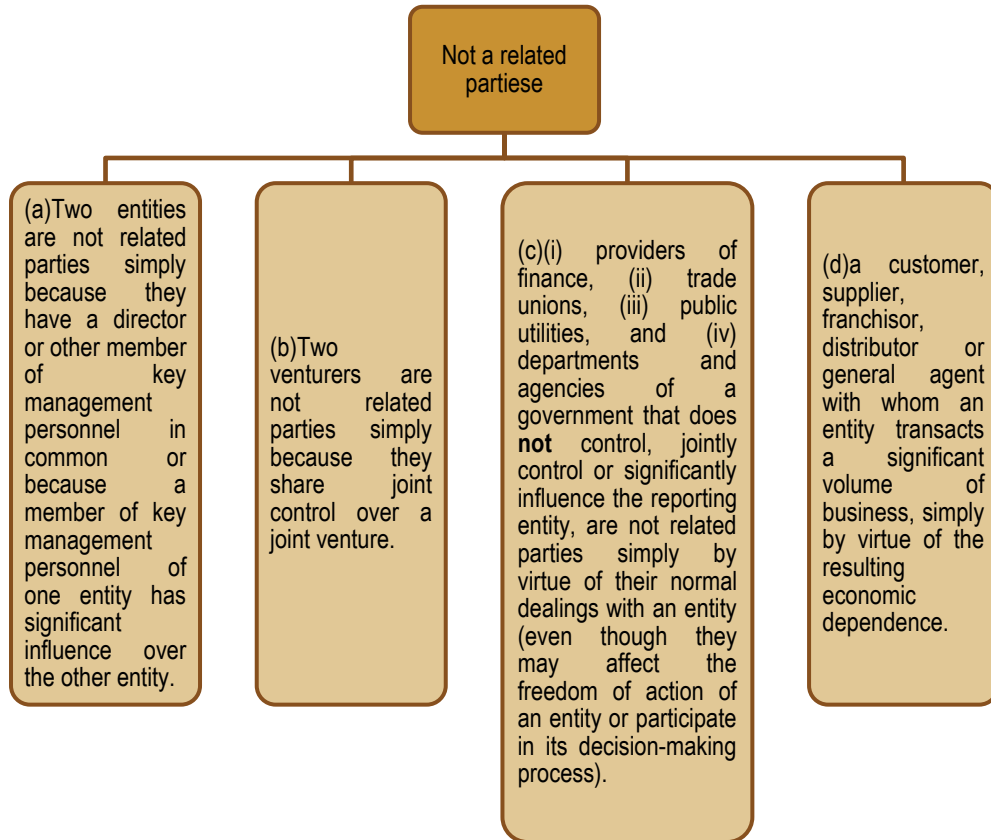 Not a related
partiese
(a)Two entities
are not related
parties simply
because they
have a director
or other member
of key
management
personnel in
common or
because a
member of key
management
personnel of
one entity has
significant
influence over
the other entity.
(b)Two
venturers are
not related
parties simply
because they
share joint
control over a
joint venture.
(c)(i) providers of
finance, (ii) trade
unions, (iii) public
utilities, and (iv)
departments and
agencies of a
government that does
not control, jointly
control or significantly
influence the reporting
entity, are not related
parties simply by
virtue of their normal
dealings with an entity
(even though they
may affect the
freedom of action of
an entity or participate
in its decision-making
process).
(d)a customer,
supplier,
franchisor,
distributor or
general agent
with whom an
entity transacts
a significant
volume of
business, simply
by virtue of the
resulting
economic
dependence.